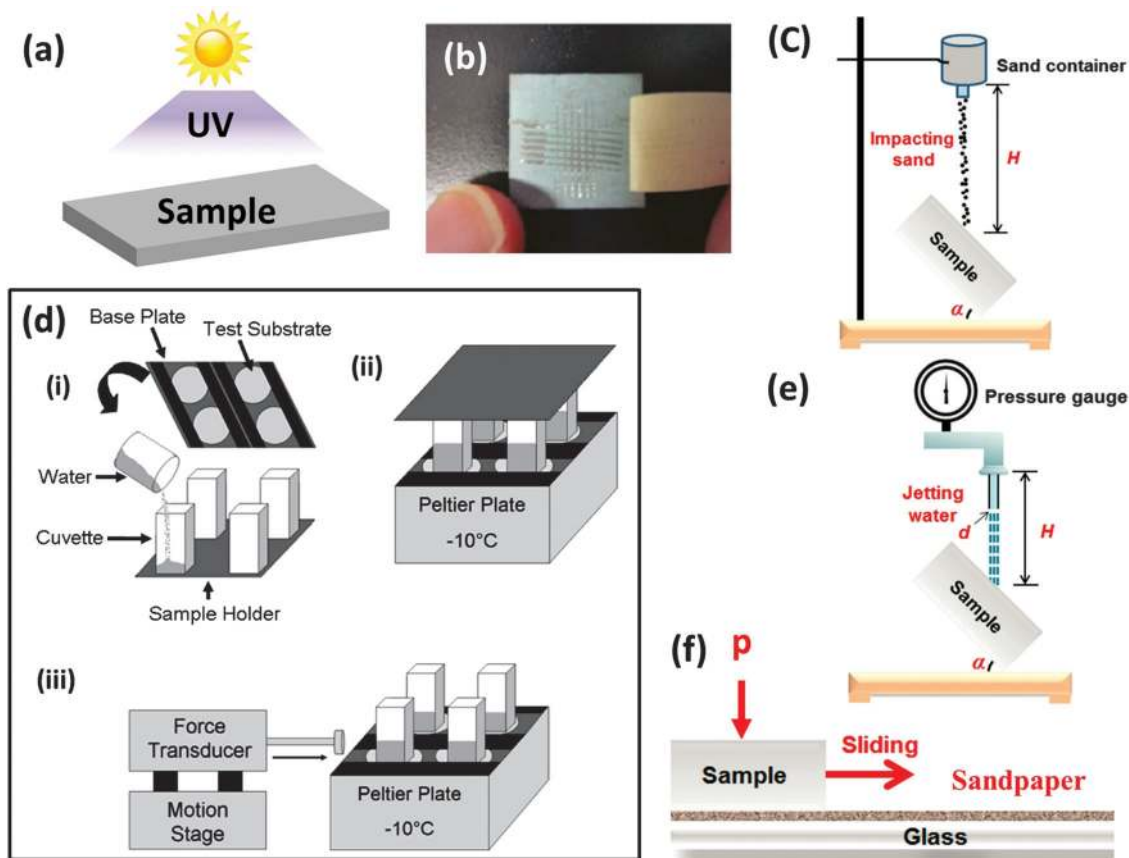 (a)
UV
Sample
(b)
(C)
Sand container
Impacting
sand
H
Sample
α
(d)
Base Plate
Test Substrate
(i)
Water
Cuvette
Sample Holder
(ii)
Peltier Plate
-10°C
(iii)
Force
Transducer
Motion
Stage
Peltier Plate
-10°C
(e)
Pressure gauge
Jetting
water
d
H
Sample
α
(f)
p
Sample
Sliding
Sandpaper
Glass